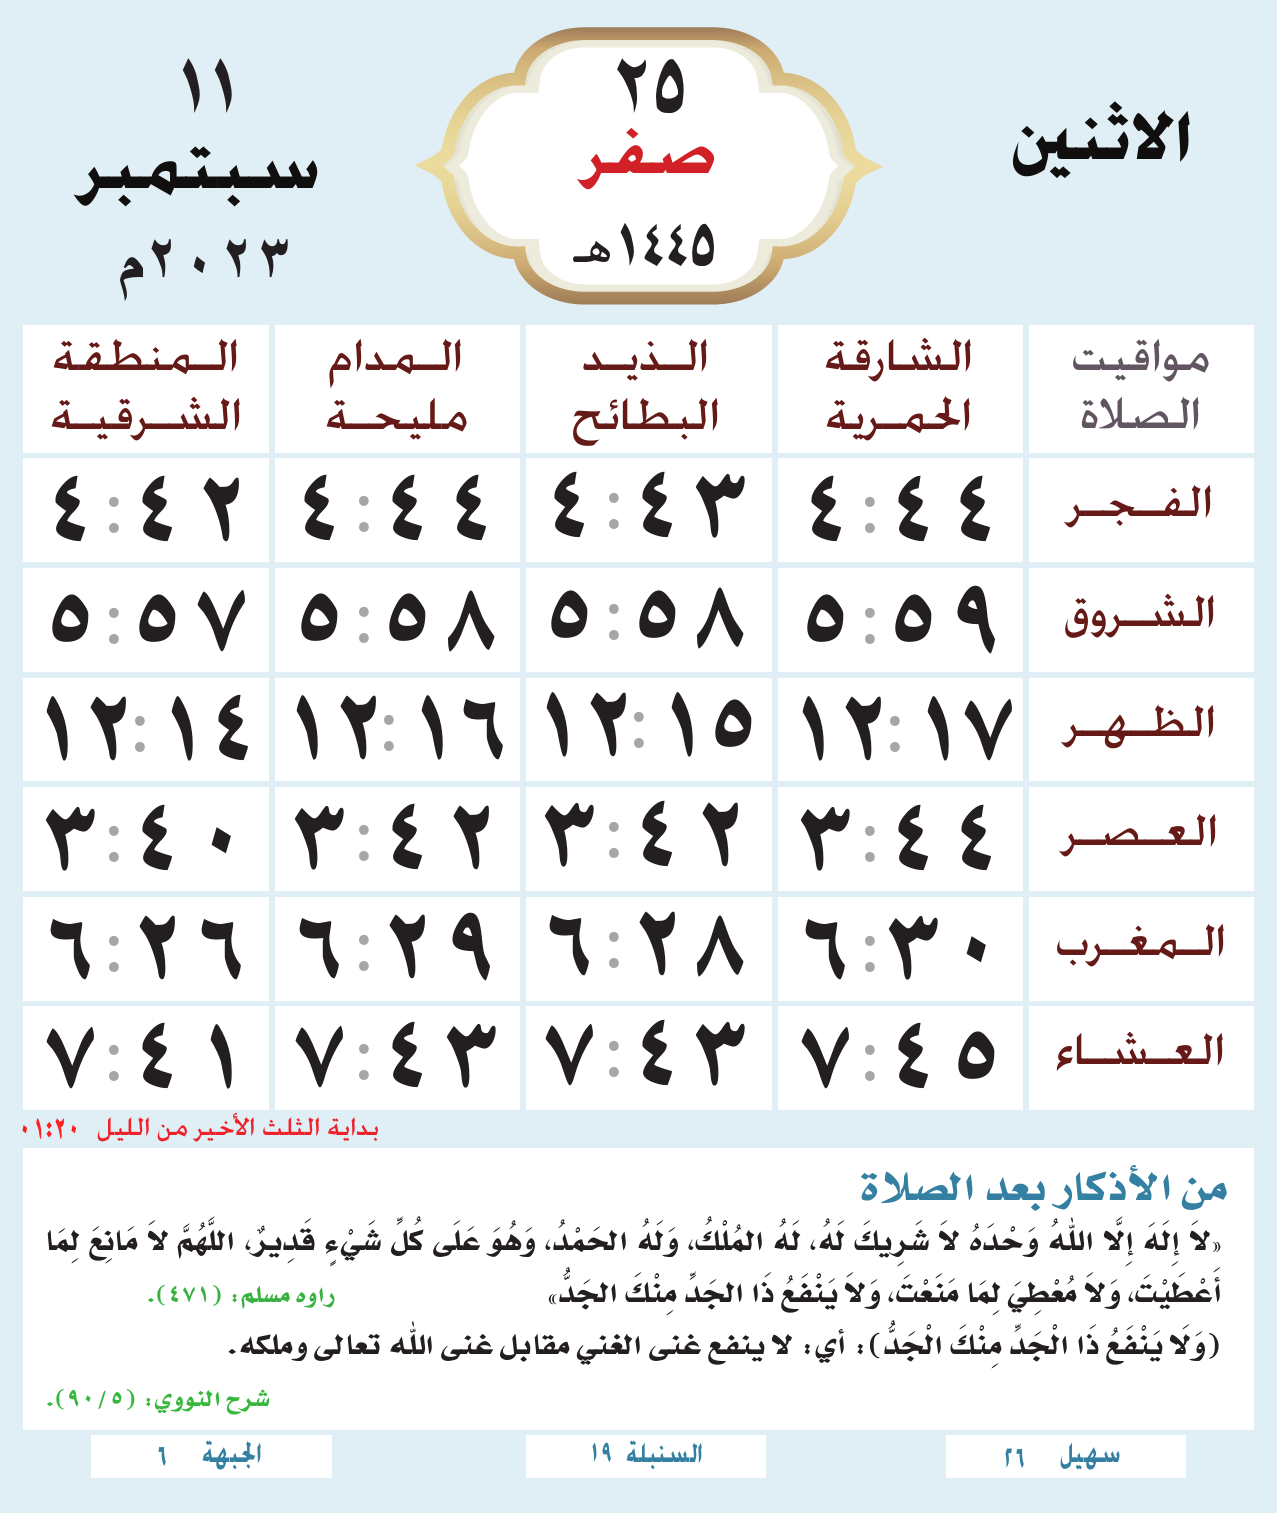 الاثنين
٢٥
صفر
١٤٤٥هـ
١١
سبتمبر
٢٠٢٣م
مواقيت الصلاة	الشارقة الحمرية	الذيد البطائح	المدام مليحة	المنطقة الشرقية
الفجر	٤:٤٤	٤:٤٣	٤:٤٤	٤:٤٢
الشروق	٥:٥٩	٥:٥٨	٥:٥٨	٥:٥٧
الظهر	١٢:١٧	١٢:١٥	١٢:١٦	١٢:١٤
العصر	٣:٤٤	٣:٤٢	٣:٤٢	٣:٤٠
المغرب	٦:٣٠	٦:٢٨	٦:٢٩	٦:٢٦
العشاء	٧:٤٥	٧:٤٣	٧:٤٣	٧:٤١
بداية الثلث الأخير من الليل ٠١:٢٠
من الأذكار بعد الصلاة
«لاَ إِلَهَ إِلَّا اللهُ وَحْدَهُ لاَ شَرِيكَ لَهُ، لَهُ المُلْكُ، وَلَهُ الحَمْدُ، وَهُوَ عَلَى كُلِّ شَيْءٍ قَدِيرٌ، اللَّهُمَّ لاَ مَانِعَ لِمَا
أَعْطَيْتَ، وَلاَ مُعْطِيَ لِمَا مَنَعْتَ، وَلاَ يَنْفَعُ ذَا الجَدِّ مِنْكَ الجَدُّ» راوه مسلم: (٤٧١).
(وَلَا يَنْفَعُ ذَا الْجَدِّ مِنْكَ الْجَدُّ): أي: لا ينفع غنى الغني مقابل غنى الله تعالى وملكه.
شرح النووي: (٩٠/٥).
سهيل ٢٦	السنبلة ١٩	الجبهة ٦